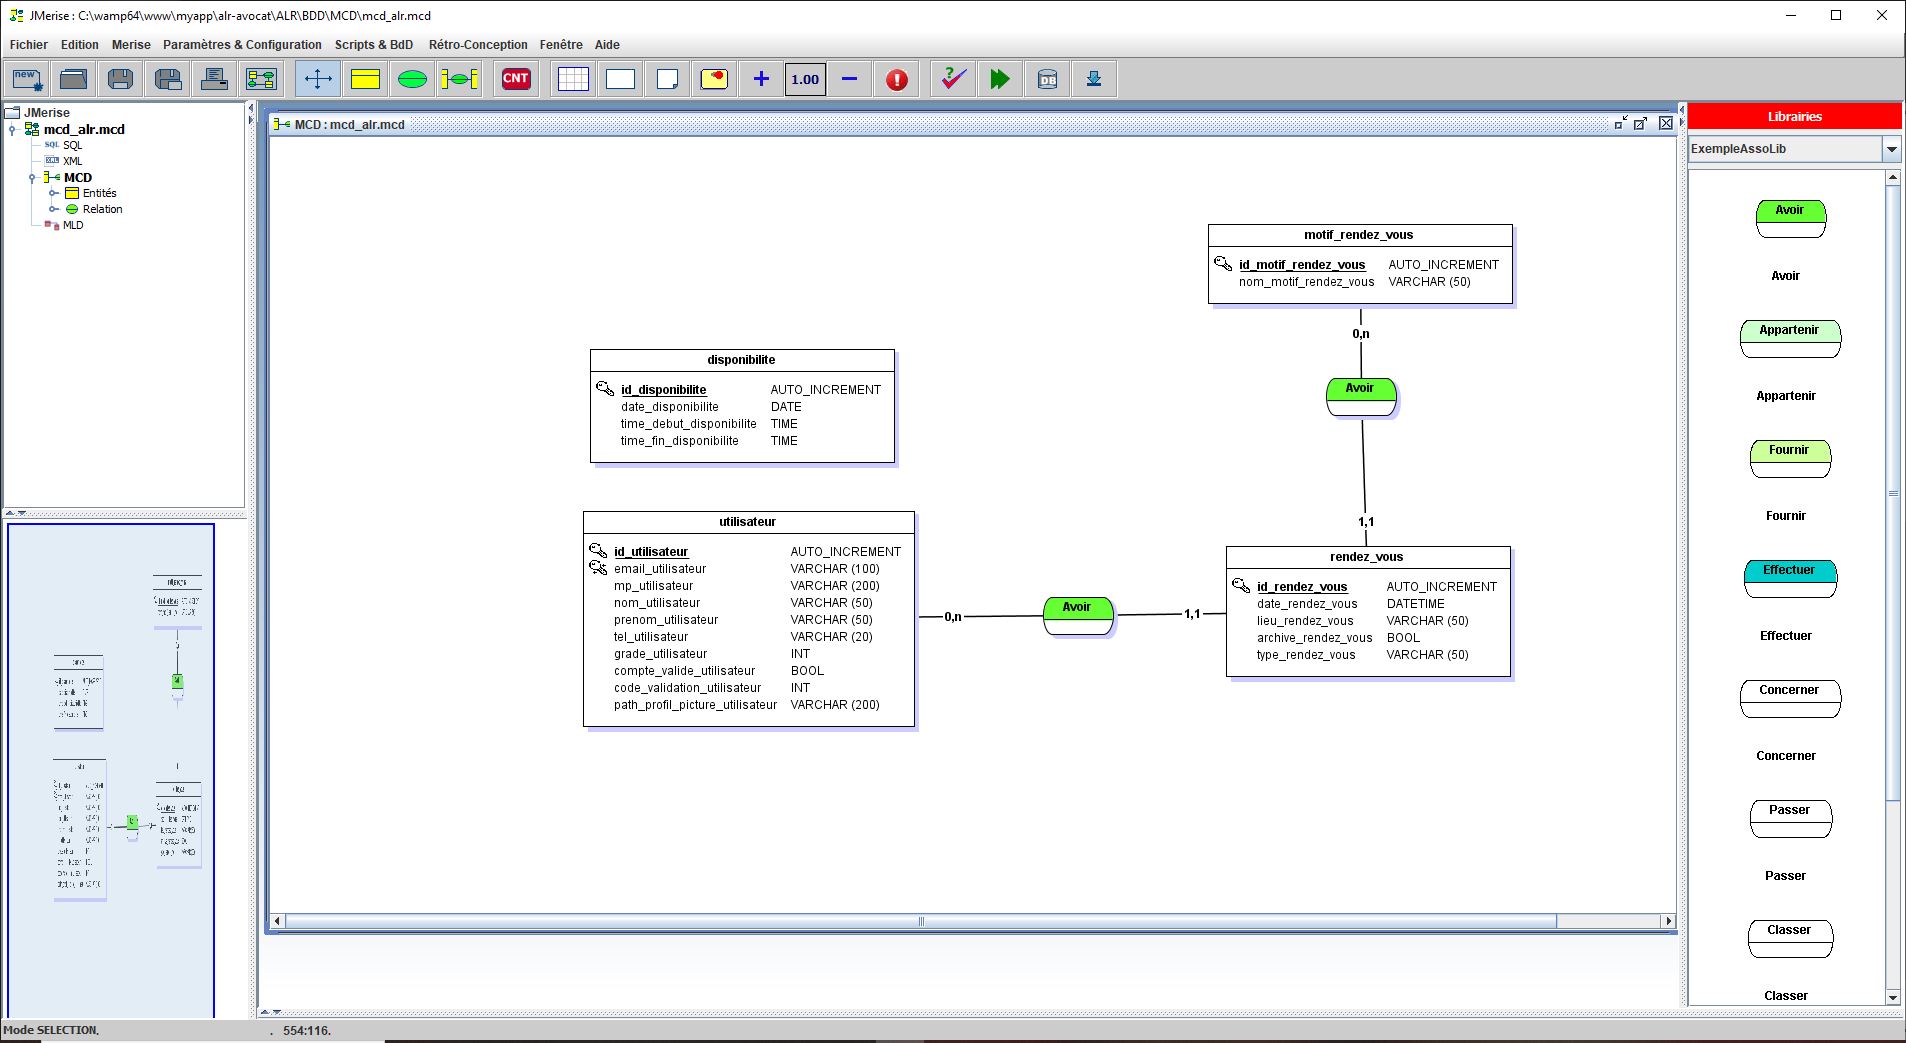 JMerise : C:\wamp64\www\myapp\alr-avocat\ALR\BDD\MCD\mcd_alr.mcd
Fichier Edition Merise Paramètres & Configuration Scripts & BdD Rétro-Conception Fenêtre Aide
new CNT 1.00 DB
JMerise
mcd_alr.mcd
SQL SQL
XML XML
MCD
Entités
Relation
MLD
MCD : mcd_alr.mcd
motif_rendez_vous
id_motif_rendez_vous AUTO_INCREMENT
nom_motif_rendez_vous VARCHAR (50)
0,n
Avoir
1,1
disponibilite
id_disponibilite AUTO_INCREMENT
date_disponibilite DATE
time_debut_disponibilite TIME
time_fin_disponibilite TIME
utilisateur
id_utilisateur AUTO_INCREMENT
email_utilisateur VARCHAR (100)
mp_utilisateur VARCHAR (200)
nom_utilisateur VARCHAR (50)
prenom_utilisateur VARCHAR (50)
tel_utilisateur VARCHAR (20)
grade_utilisateur INT
compte_valide_utilisateur BOOL
code_validation_utilisateur INT
path_profil_picture_utilisateur VARCHAR (200)
0,n Avoir 1,1
rendez_vous
id_rendez_vous AUTO_INCREMENT
date_rendez_vous DATETIME
lieu_rendez_vous VARCHAR (50)
archive_rendez_vous BOOL
type_rendez_vous VARCHAR (50)
Librairies
ExempleAssoLib
Avoir
Avoir
Appartenir
Appartenir
Fournir
Fournir
Effectuer
Effectuer
Concerner
Concerner
Passer
Passer
Classer
Classer
Mode SELECTION. . 554:116.